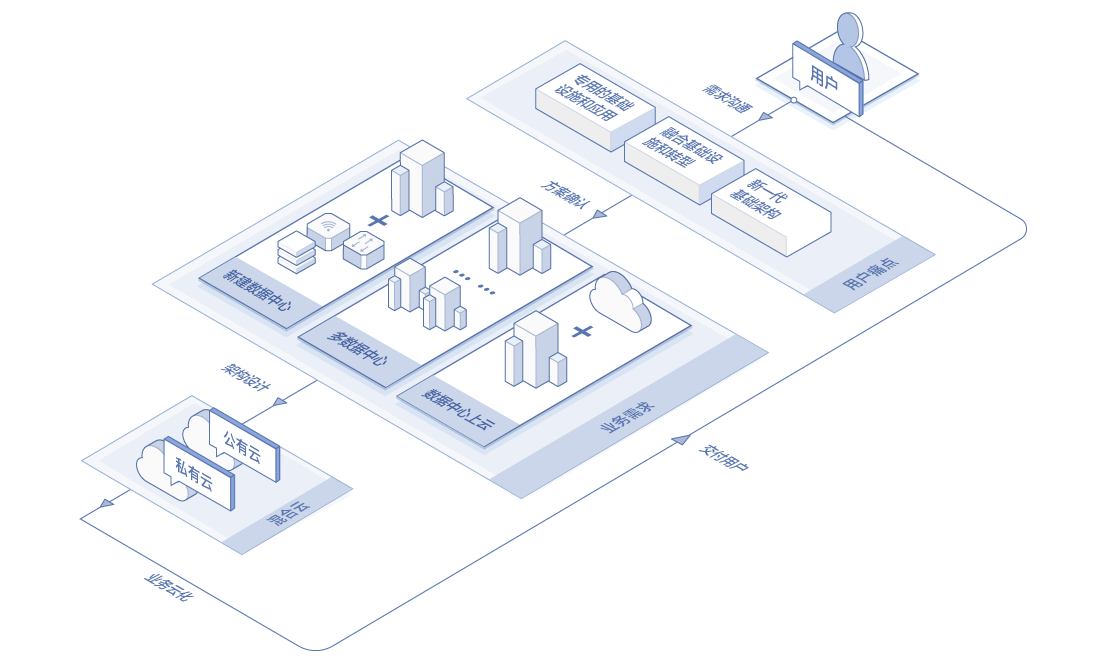 用户
需求沟通
专用的基础
设施和应用
融合基础设
施和转型
新一代
基础架构
用户痛点
方案确认
新建数据中心
多数据中心
数据中心上云
业务需求
架构设计
公有云
私有云
混合云
交付用户
业务云化